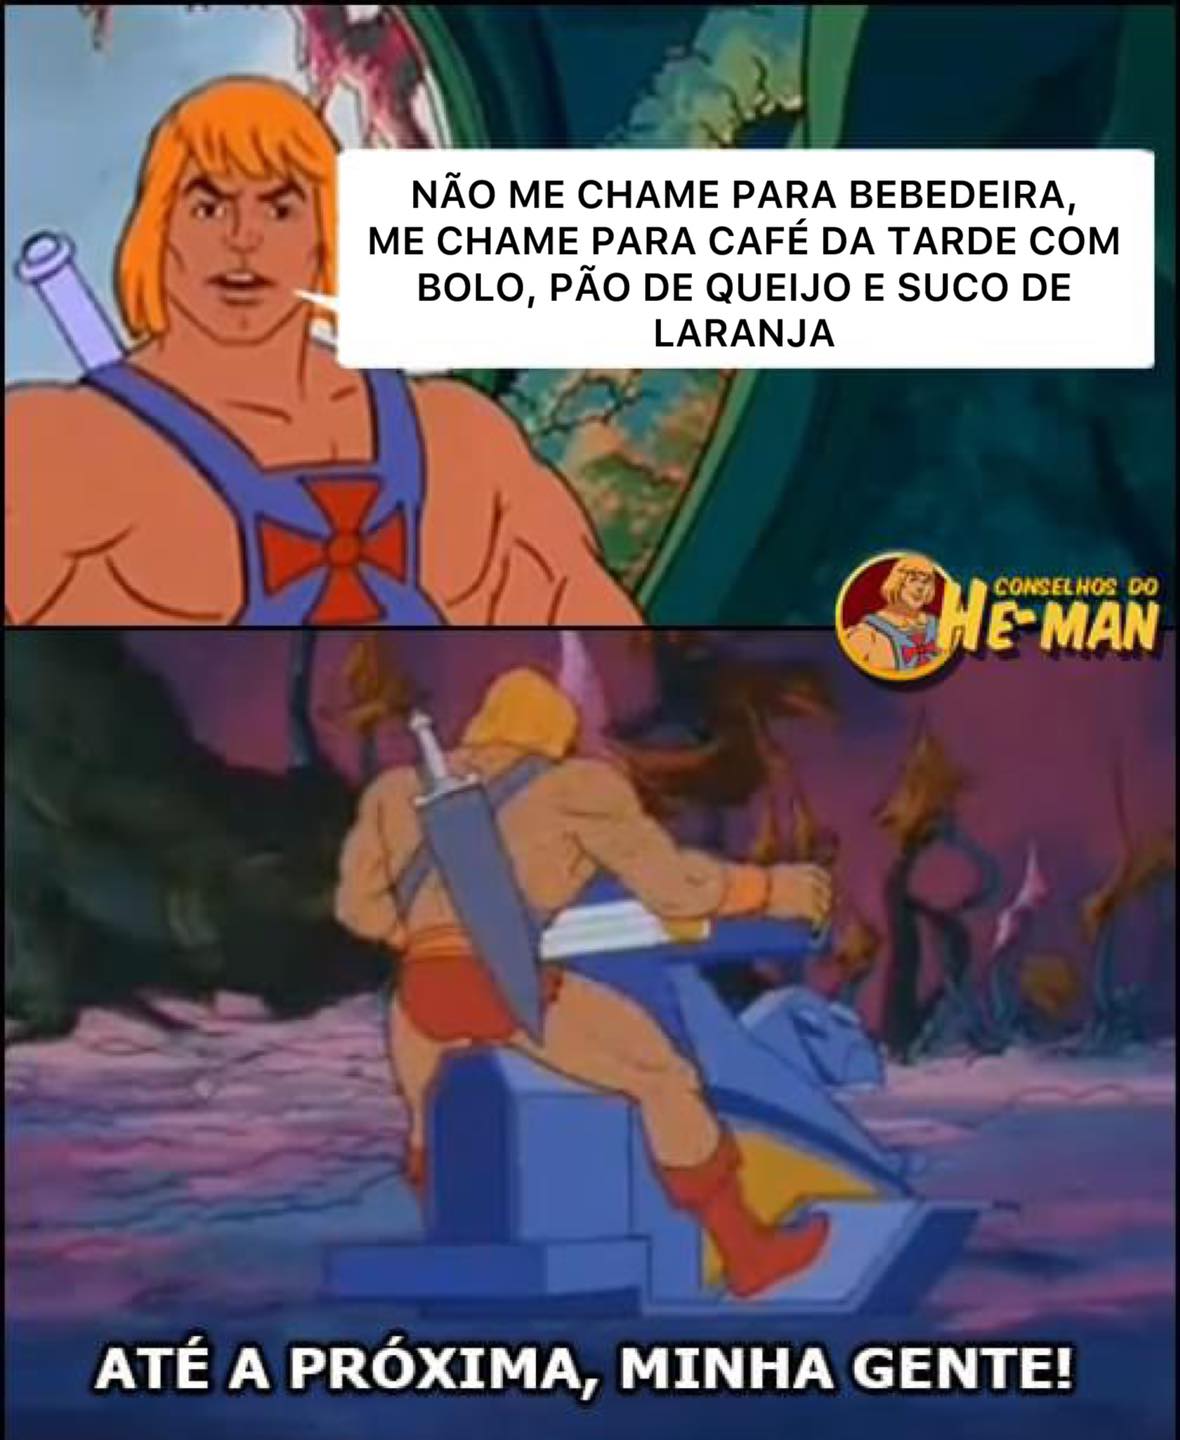 NÃO ME CHAME PARA BEBEDEIRA,
ME CHAME PARA CAFÉ DA TARDE COM
BOLO, PÃO DE QUEIJO E SUCO DE
LARANJA
CONSELHOS DO
HE-MAN
ATÉ A PRÓXIMA, MINHA GENTE!